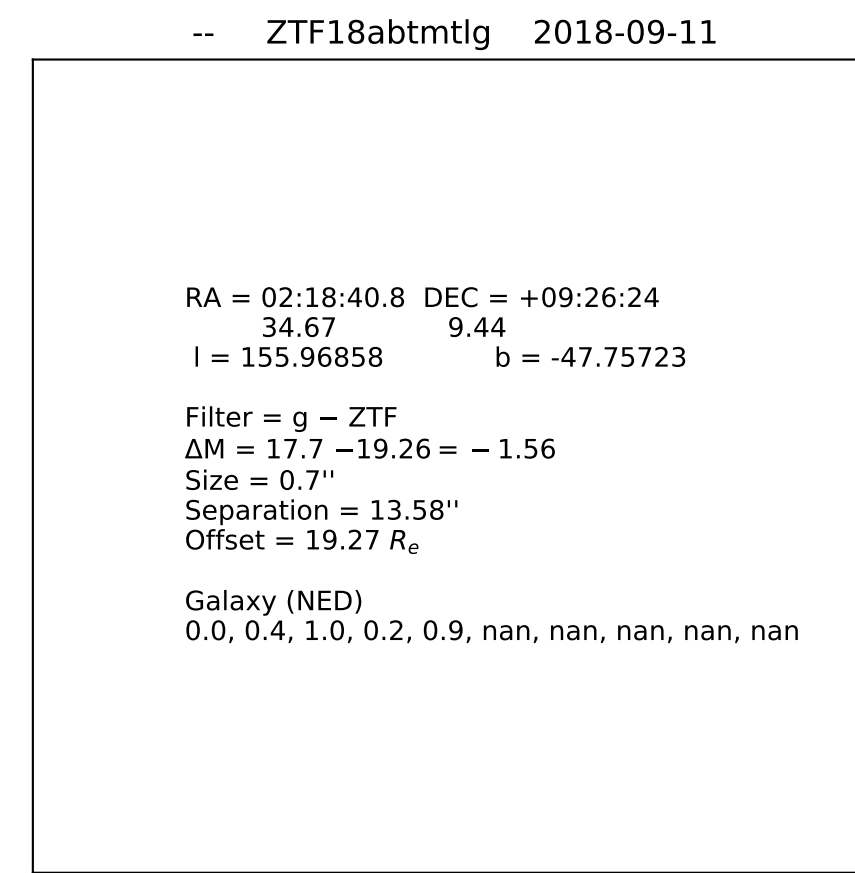 -- ZTF18abtmtlg 2018-09-11
RA = 02:18:40.8 DEC = +09:26:24
34.67 9.44
l = 155.96858 b = -47.75723
Filter = g − ZTF
ΔM = 17.7 −19.26 = − 1.56
Size = 0.7''
Separation = 13.58''
Offset = 19.27 Re
Galaxy (NED)
0.0, 0.4, 1.0, 0.2, 0.9, nan, nan, nan, nan, nan